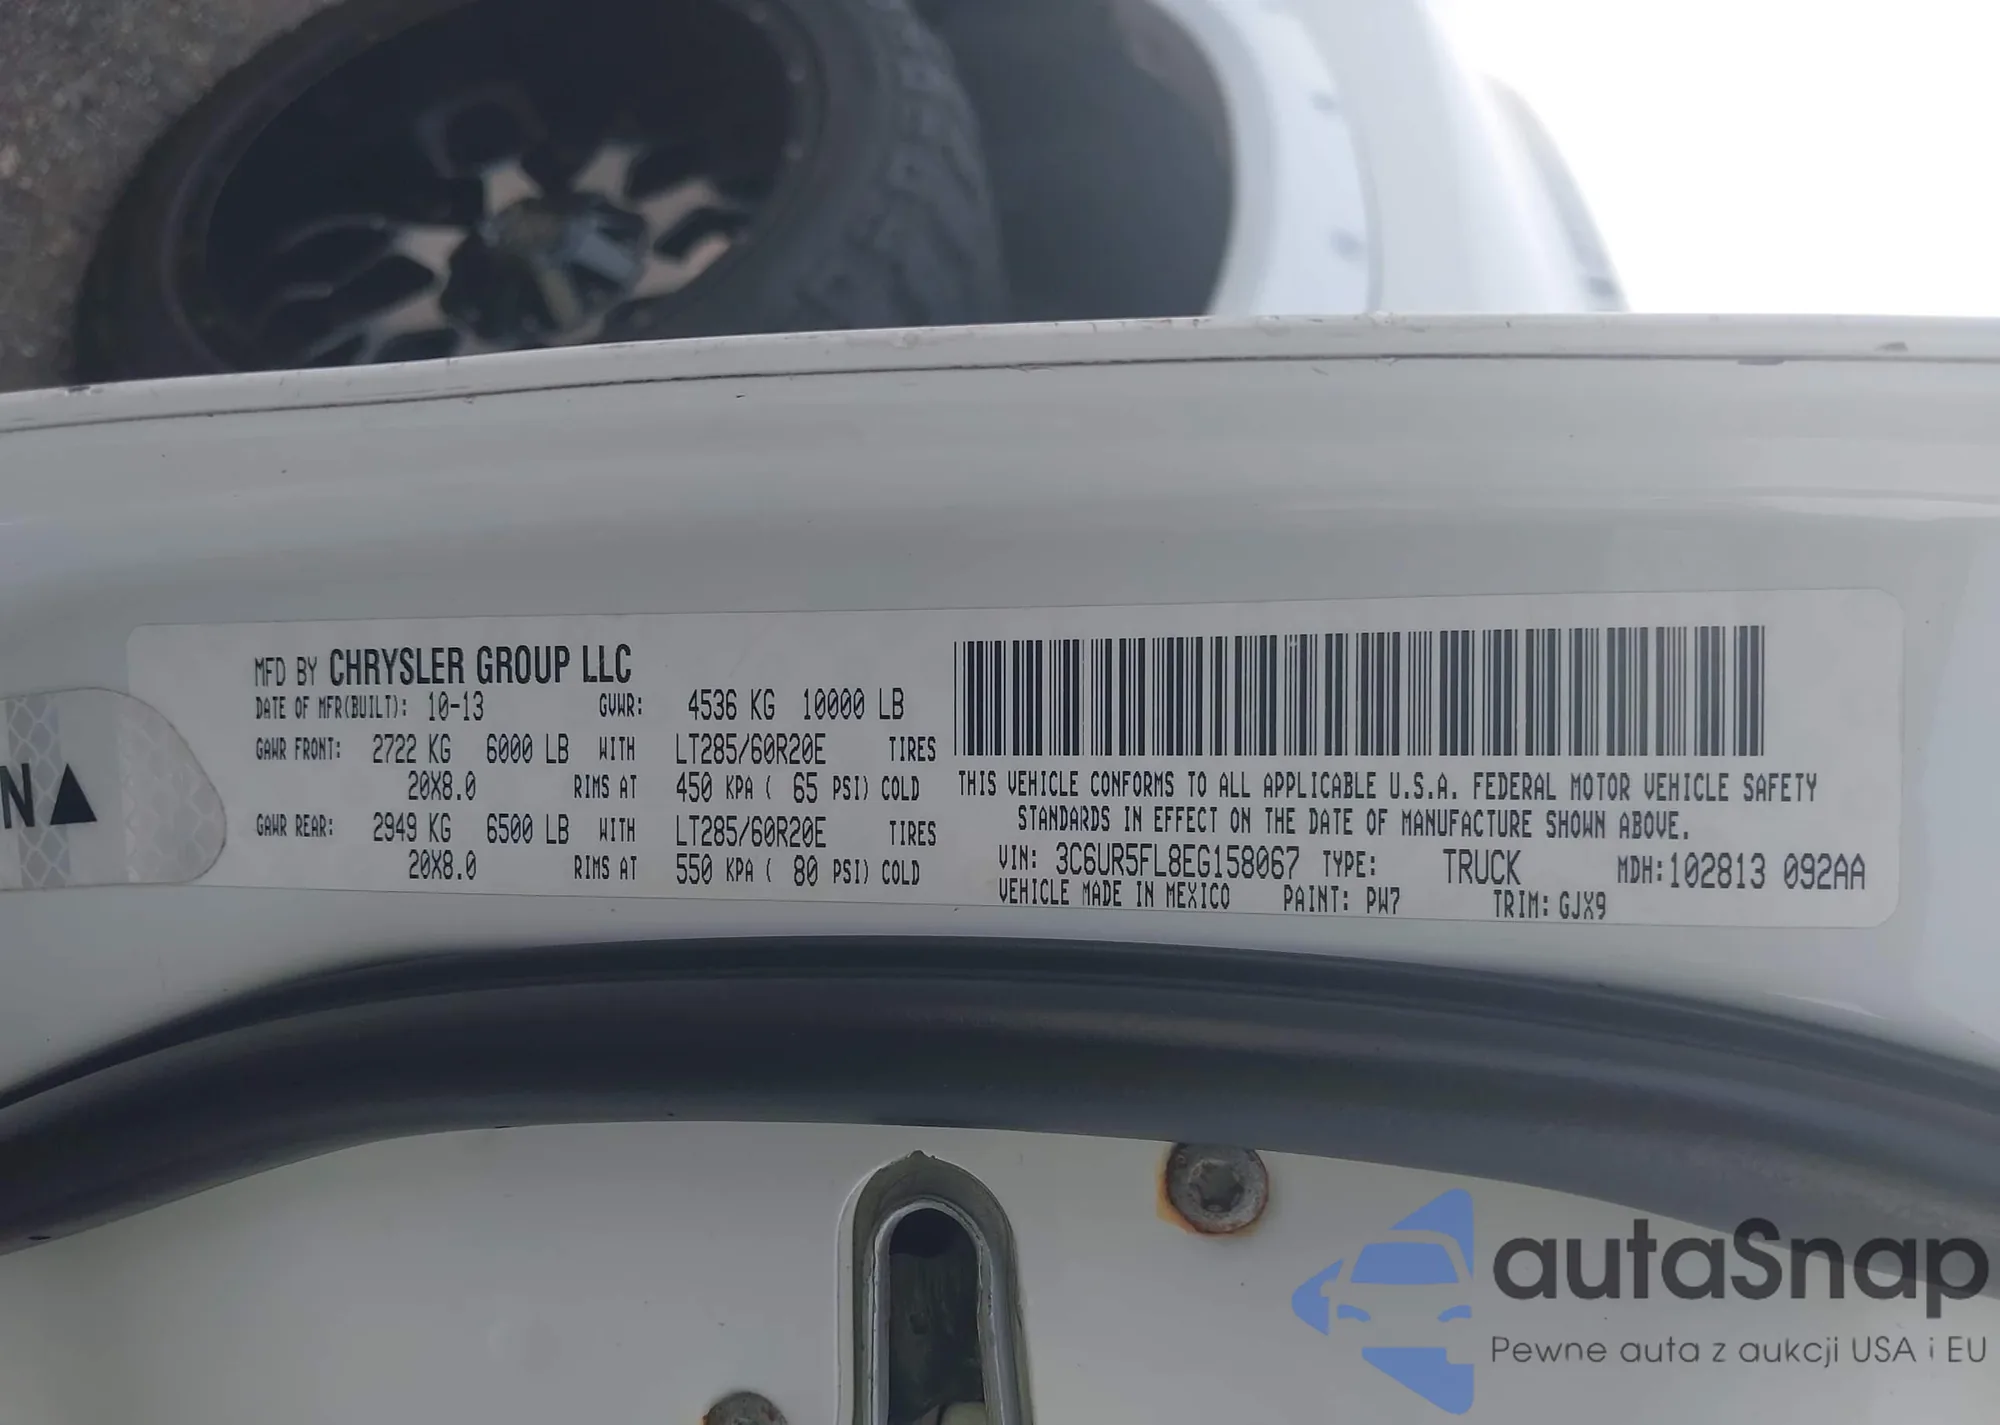 MFD BY CHRYSLER GROUP LLC
DATE OF MFR(BUILT): 10-13 GVWR: 4536 KG 10000 LB
GAWR FRONT: 2722 KG 6000 LB WITH LT285/60R20E TIRES
20X8.0 RIMS AT 450 KPA ( 65 PSI) COLD
GAWR REAR: 2949 KG 6500 LB WITH LT285/60R20E TIRES
20X8.0 RIMS AT 550 KPA ( 80 PSI) COLD
THIS VEHICLE CONFORMS TO ALL APPLICABLE U.S.A. FEDERAL MOTOR VEHICLE SAFETY
STANDARDS IN EFFECT ON THE DATE OF MANUFACTURE SHOWN ABOVE.
VIN: 3C6UR5FL8EG158067 TYPE: TRUCK MDH:102813 092AA
VEHICLE MADE IN MEXICO PAINT: PW7 TRIM: GJX9
N
autaSnap
Pewne auta z aukcji USA i EU